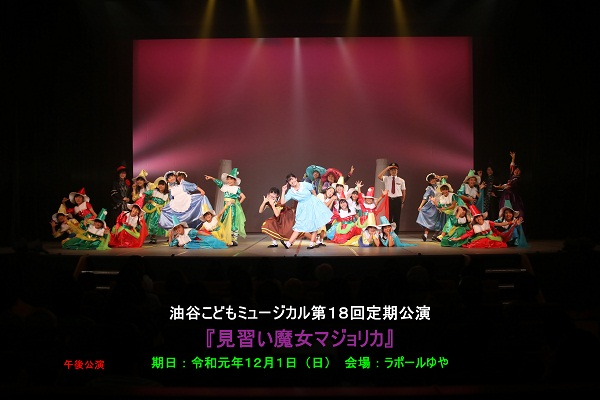 油谷こどもミュージカル第１８回定期公演
『見習い魔女マジョリカ』
午後公演 期日：令和元年１２月１日（日） 会場：ラポールゆや